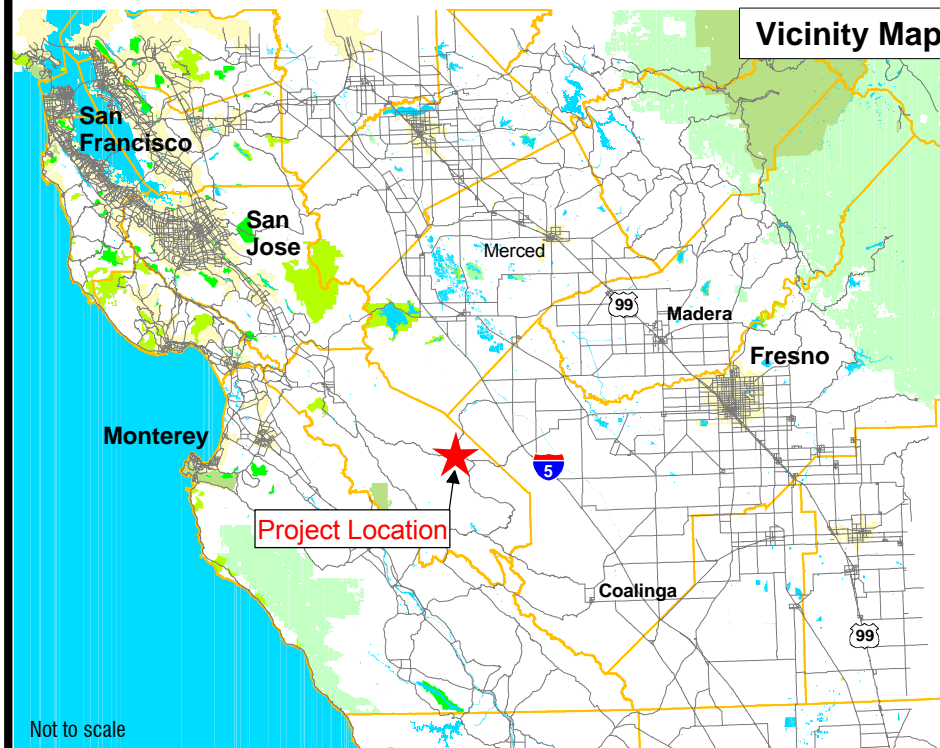 Vicinity Map
San
Francisco
San
Jose
Merced
99
Madera
Fresno
Monterey
5
Project Location
Coalinga
99
Not to scale